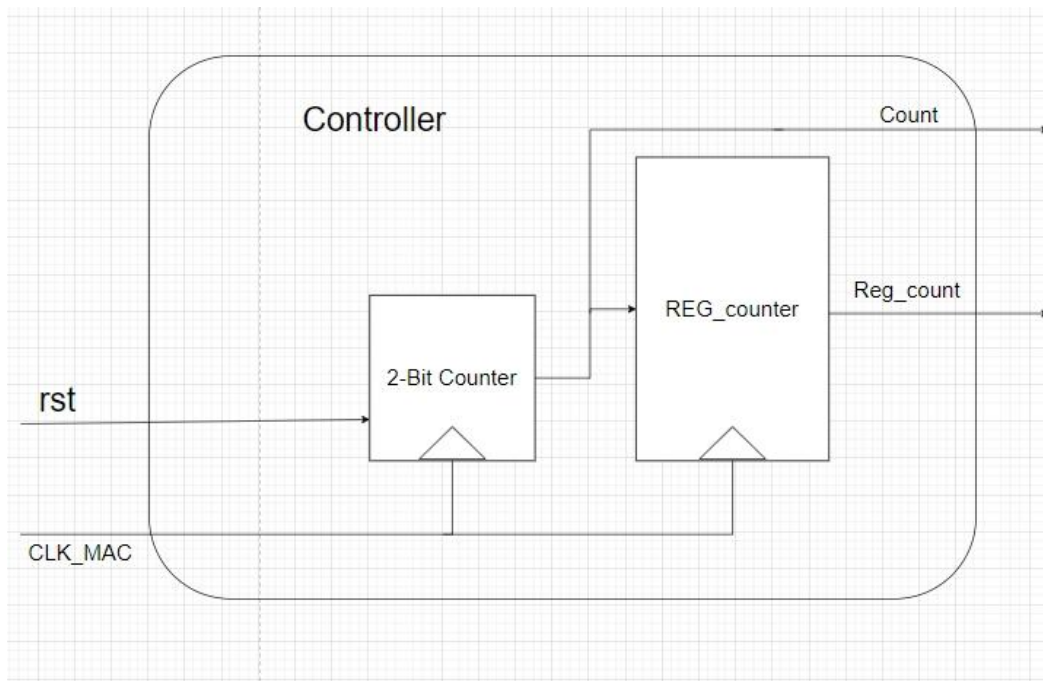 Controller
Count
Reg_count
REG_counter
2-Bit Counter
rst
CLK_MAC